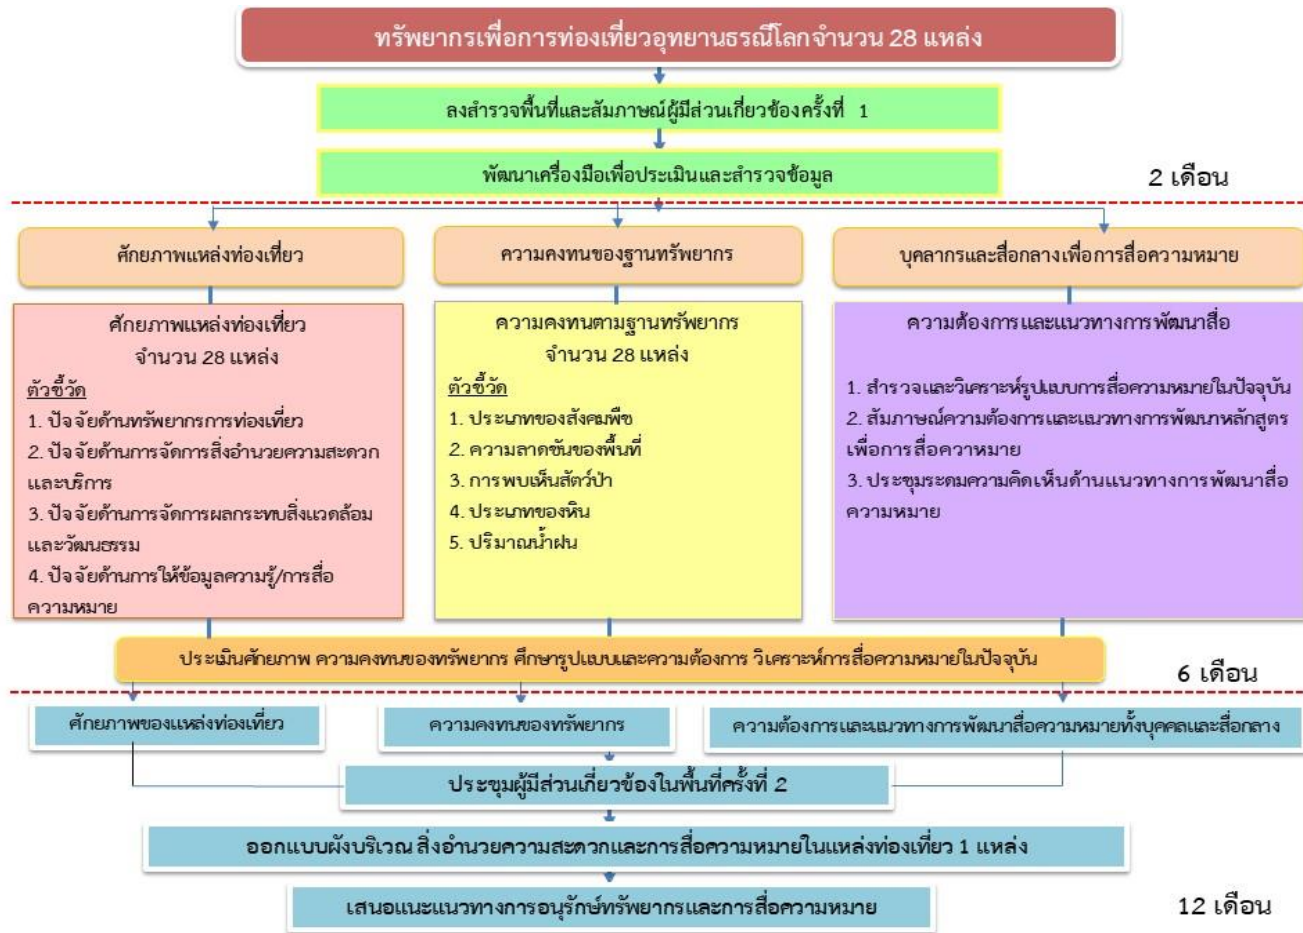 ทรัพยากรเพื่อการท่องเที่ยวอุทยานธรณีโลกจำนวน 28 แหล่ง
ลงสำรวจพื้นที่และสัมภาษณ์ผู้มีส่วนเกี่ยวข้องครั้งที่ 1
พัฒนาเครื่องมือเพื่อประเมินและสำรวจข้อมูล
2 เดือน
ศักยภาพแหล่งท่องเที่ยว
ความคงทนของฐานทรัพยากร
บุคลากรและสื่อกลางเพื่อการสื่อความหมาย
ศักยภาพแหล่งท่องเที่ยว
จำนวน 28 แหล่ง
ตัวชี้วัด
1. ปัจจัยด้านทรัพยากรการท่องเที่ยว
2. ปัจจัยด้านการจัดการสิ่งอำนวยความสะดวก
และบริการ
3. ปัจจัยด้านการจัดการผลกระทบสิ่งแวดล้อม
และวัฒนธรรม
4. ปัจจัยด้านการให้ข้อมูลความรู้/การสื่อ
ความหมาย
ความคงทนตามฐานทรัพยากร
จำนวน 28 แหล่ง
ตัวชี้วัด
1. ประเภทของสังคมพืช
2. ความลาดชันของพื้นที่
3. การพบเห็นสัตว์ป่า
4. ประเภทของหิน
5. ปริมาณน้ำฝน
ความต้องการและแนวทางการพัฒนาสื่อ
1. สำรวจและวิเคราะห์รูปแบบการสื่อความหมายในปัจจุบัน
2. สัมภาษณ์ความต้องการและแนวทางการพัฒนาหลักสูตร
เพื่อการสื่อควาหมาย
3. ประชุมระดมความคิดเห็นด้านแนวทางการพัฒนาสื่อ
ความหมาย
ประเมินศักยภาพ ความคงทนของทรัพยากร ศึกษารูปแบบและความต้องการ วิเคราะห์การสื่อความหมายในปัจจุบัน
6 เดือน
ศักยภาพของแหล่งท่องเที่ยว
ความคงทนของทรัพยากร
ความต้องการและแนวทางการพัฒนาสื่อความหมายทั้งบุคคลและสื่อกลาง
ประชุมผู้มีส่วนเกี่ยวข้องในพื้นที่ครั้งที่ 2
ออกแบบผังบริเวณ สิ่งอำนวยความสะดวกและการสื่อความหมายในแหล่งท่องเที่ยว 1 แหล่ง
เสนอแนะแนวทางการอนุรักษ์ทรัพยากรและการสื่อความหมาย
12 เดือน